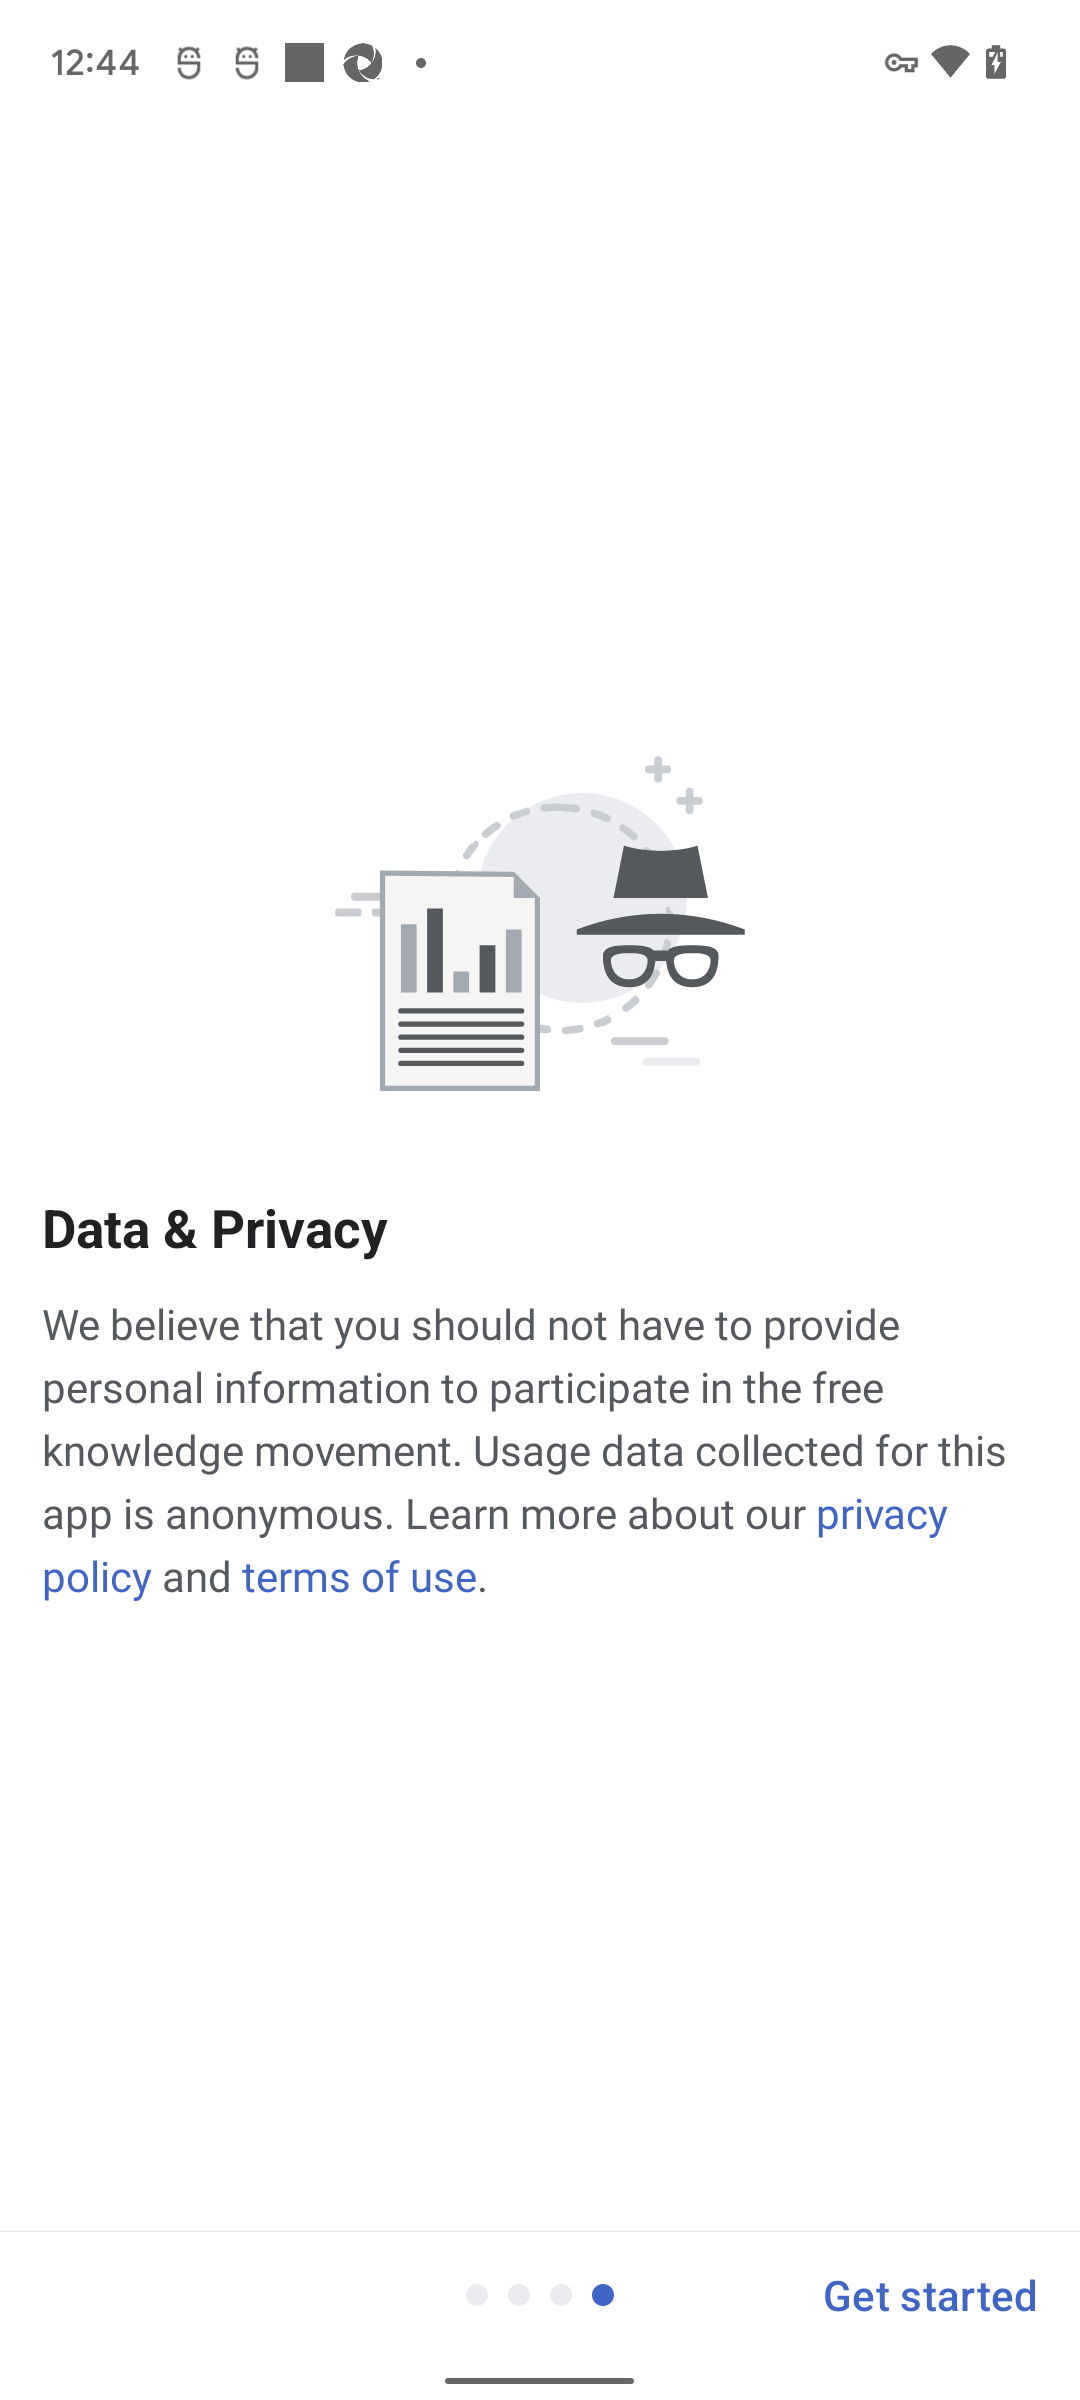 12:44
Data & Privacy
We believe that you should not have to provide
personal information to participate in the free
knowledge movement. Usage data collected for this
app is anonymous. Learn more about our privacy
policy and terms of use.
Get started